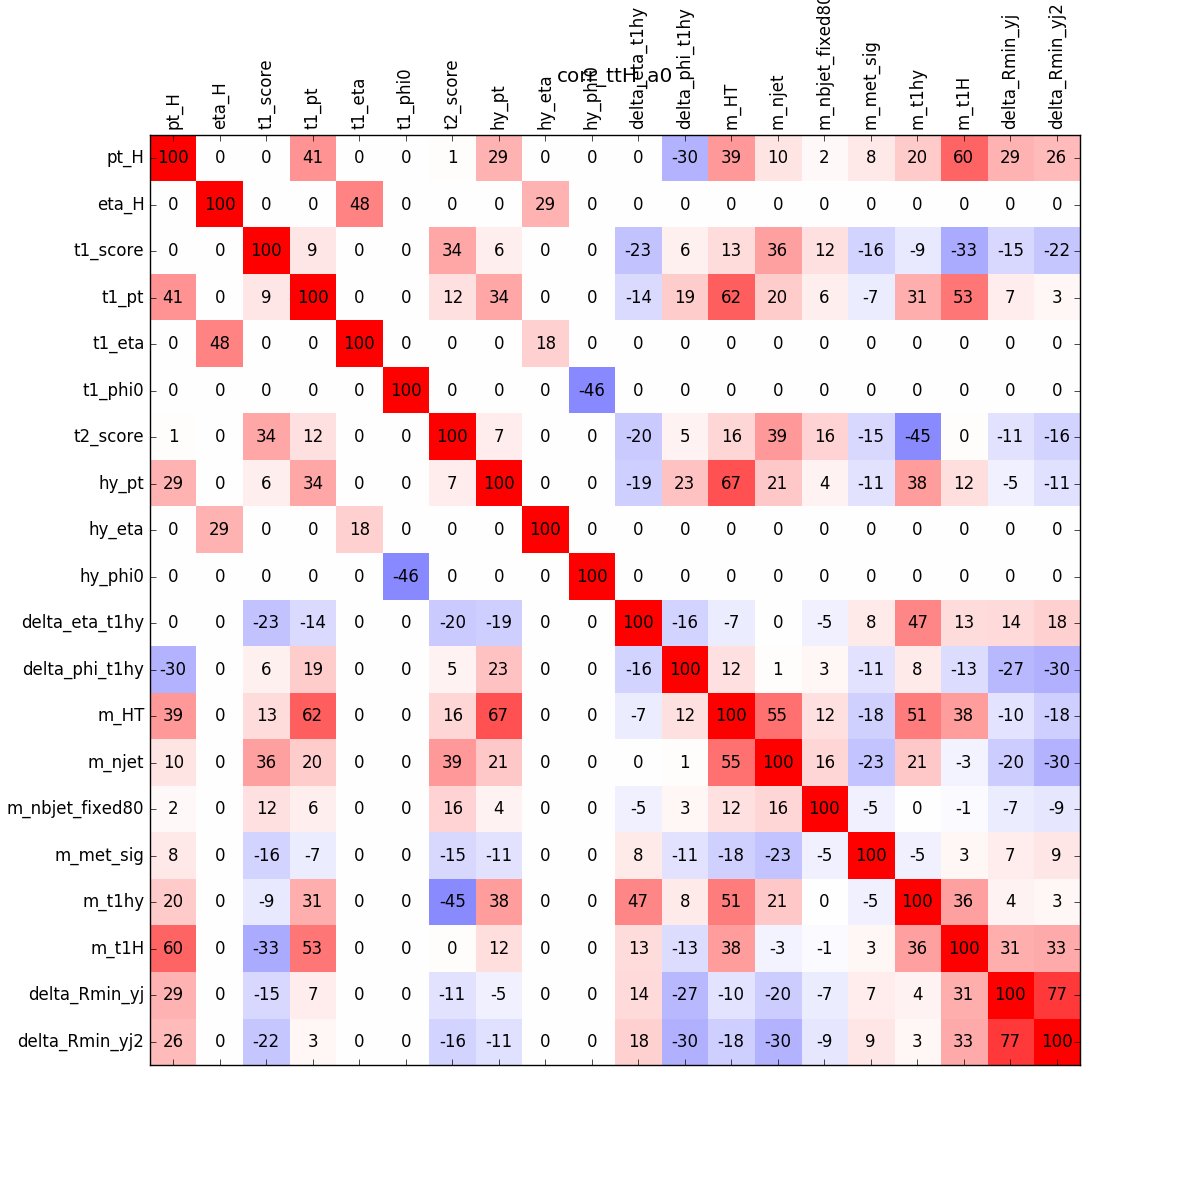 corr_ttH_a0
pt_H eta_H t1_score t1_pt t1_eta t1_phi0 t2_score hy_pt hy_eta hy_phi0 delta_eta_t1hy delta_phi_t1hy m_HT m_njet m_nbjet_fixed80 m_met_sig m_t1hy m_t1H delta_Rmin_yj delta_Rmin_yj2
pt_H 100 0 0 41 0 0 1 29 0 0 0 -30 39 10 2 8 20 60 29 26
eta_H 0 100 0 0 48 0 0 0 29 0 0 0 0 0 0 0 0 0 0 0
t1_score 0 0 100 9 0 0 34 6 0 0 -23 6 13 36 12 -16 -9 -33 -15 -22
t1_pt 41 0 9 100 0 0 12 34 0 0 -14 19 62 20 6 -7 31 53 7 3
t1_eta 0 48 0 0 100 0 0 0 18 0 0 0 0 0 0 0 0 0 0 0
t1_phi0 0 0 0 0 0 100 0 0 0 -46 0 0 0 0 0 0 0 0 0 0
t2_score 1 0 34 12 0 0 100 7 0 0 -20 5 16 39 16 -15 -45 0 -11 -16
hy_pt 29 0 6 34 0 0 7 100 0 0 -19 23 67 21 4 -11 38 12 -5 -11
hy_eta 0 29 0 0 18 0 0 0 100 0 0 0 0 0 0 0 0 0 0 0
hy_phi0 0 0 0 0 0 -46 0 0 0 100 0 0 0 0 0 0 0 0 0 0
delta_eta_t1hy 0 0 -23 -14 0 0 -20 -19 0 0 100 -16 -7 0 -5 8 47 13 14 18
delta_phi_t1hy -30 0 6 19 0 0 5 23 0 0 -16 100 12 1 3 -11 8 -13 -27 -30
m_HT 39 0 13 62 0 0 16 67 0 0 -7 12 100 55 12 -18 51 38 -10 -18
m_njet 10 0 36 20 0 0 39 21 0 0 0 1 55 100 16 -23 21 -3 -20 -30
m_nbjet_fixed80 2 0 12 6 0 0 16 4 0 0 -5 3 12 16 100 -5 0 -1 -7 -9
m_met_sig 8 0 -16 -7 0 0 -15 -11 0 0 8 -11 -18 -23 -5 100 -5 3 7 9
m_t1hy 20 0 -9 31 0 0 -45 38 0 0 47 8 51 21 0 -5 100 36 4 3
m_t1H 60 0 -33 53 0 0 0 12 0 0 13 -13 38 -3 -1 3 36 100 31 33
delta_Rmin_yj 29 0 -15 7 0 0 -11 -5 0 0 14 -27 -10 -20 -7 7 4 31 100 77
delta_Rmin_yj2 26 0 -22 3 0 0 -16 -11 0 0 18 -30 -18 -30 -9 9 3 33 77 100